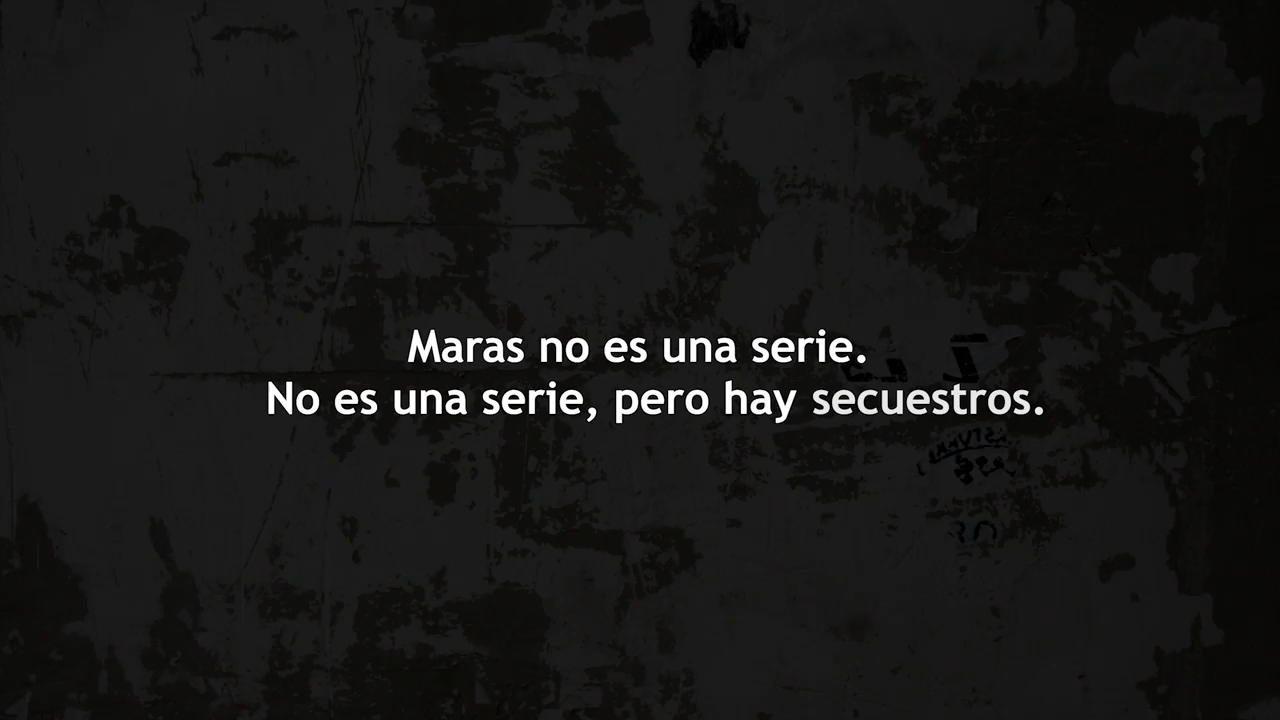 Maras no es una serie.
No es una serie, pero hay secuestros.